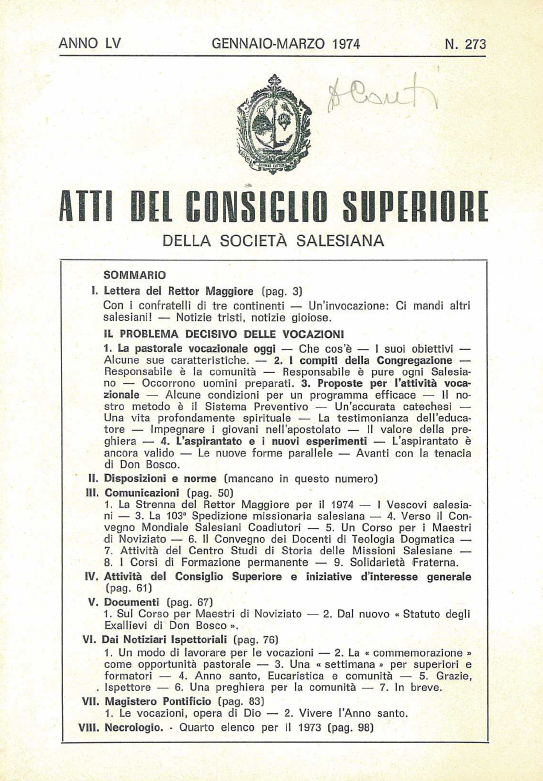 ANNO LV GENNAIO-MARZO 1974 N. 273
ATTI DEL CONSIGLIO SUPERIORE
DELLA SOCIETÀ SALESIANA
SOMMARIO
I. Lettera del Rettor Maggiore (pag. 3)
Con i confratelli di tre continenti — Un'invocazione: Ci mandi altri
salesiani! — Notizie tristi, notizie gioiose.
IL PROBLEMA DECISIVO DELLE VOCAZIONI
1. La pastorale vocazionale oggi — Che cos'è — I suoi obiettivi —
Alcune sue caratteristiche. — 2. I compiti della Congregazione —
Responsabile è la comunità — Responsabile è pure ogni Salesia-
no — Occorrono uomini preparati. 3. Proposte per l'attività voca-
zionale — Alcune condizioni per un programma efficace — Il no-
stro metodo è il Sistema Preventivo — Un'accurata catechesi —
Una vita profondamente spirituale — La testimonianza dell'educa-
tore — Impegnare i giovani nell'apostolato — Il valore della pre-
ghiera — 4. L'aspirantato e i nuovi esperimenti — L'aspirantato è
ancora valido — Le nuove forme parallele — Avanti con la tenacia
di Don Bosco.
II. Disposizioni e norme (mancano in questo numero)
III. Comunicazioni (pag. 50)
1. La Strenna del Rettor Maggiore per il 1974 — I Vescovi salesia-
ni — 3. La 103ª Spedizione missionaria salesiana — 4. Verso il Con-
vegno Mondiale Salesiani Coadiutori — 5. Un Corso per i Maestri
di Noviziato — 6. Il Convegno dei Docenti di Teologia Dogmatica —
7. Attività del Centro Studi di Storia delle Missioni Salesiane —
8. I Corsi di Formazione permanente — 9. Solidarietà Fraterna.
IV. Attività del Consiglio Superiore e iniziative d'interesse generale
(pag. 61)
V. Documenti (pag. 67)
1. Sul Corso per Maestri di Noviziato — 2. Dal nuovo « Statuto degli
Exallievi di Don Bosco ».
VI. Dai Notiziari Ispettoriali (pag. 76)
1. Un modo di lavorare per le vocazioni — 2. La « commemorazione »
come opportunità pastorale — 3. Una « settimana » per superiori e
formatori — 4. Anno santo, Eucaristica e comunità — 5. Grazie,
Ispettore — 6. Una preghiera per la comunità — 7. In breve.
VII. Magistero Pontificio (pag. 83)
1. Le vocazioni, opera di Dio — 2. Vivere l'Anno santo.
VIII. Necrologio. - Quarto elenco per il 1973 (pag. 98)